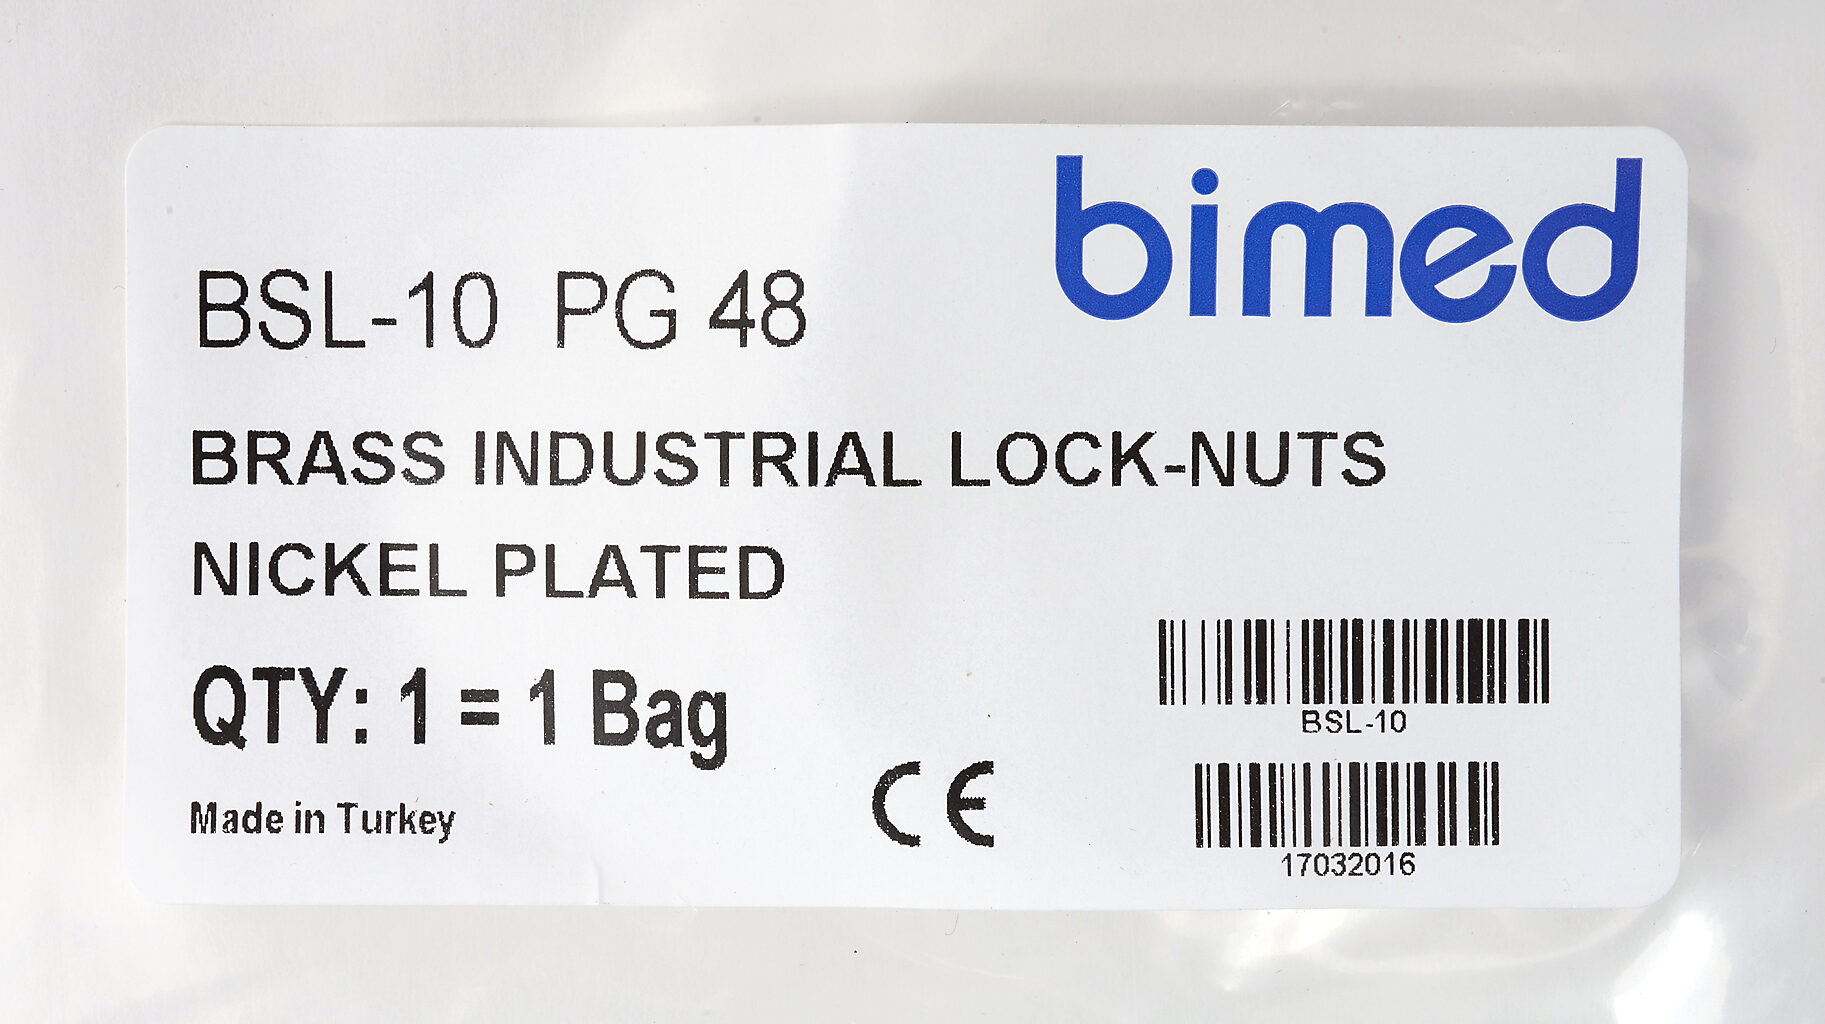 bimed
BSL-10 PG 48
BRASS INDUSTRIAL LOCK-NUTS
NICKEL PLATED
QTY: 1 = 1 Bag
BSL-10
Made in Turkey
CE
17032016